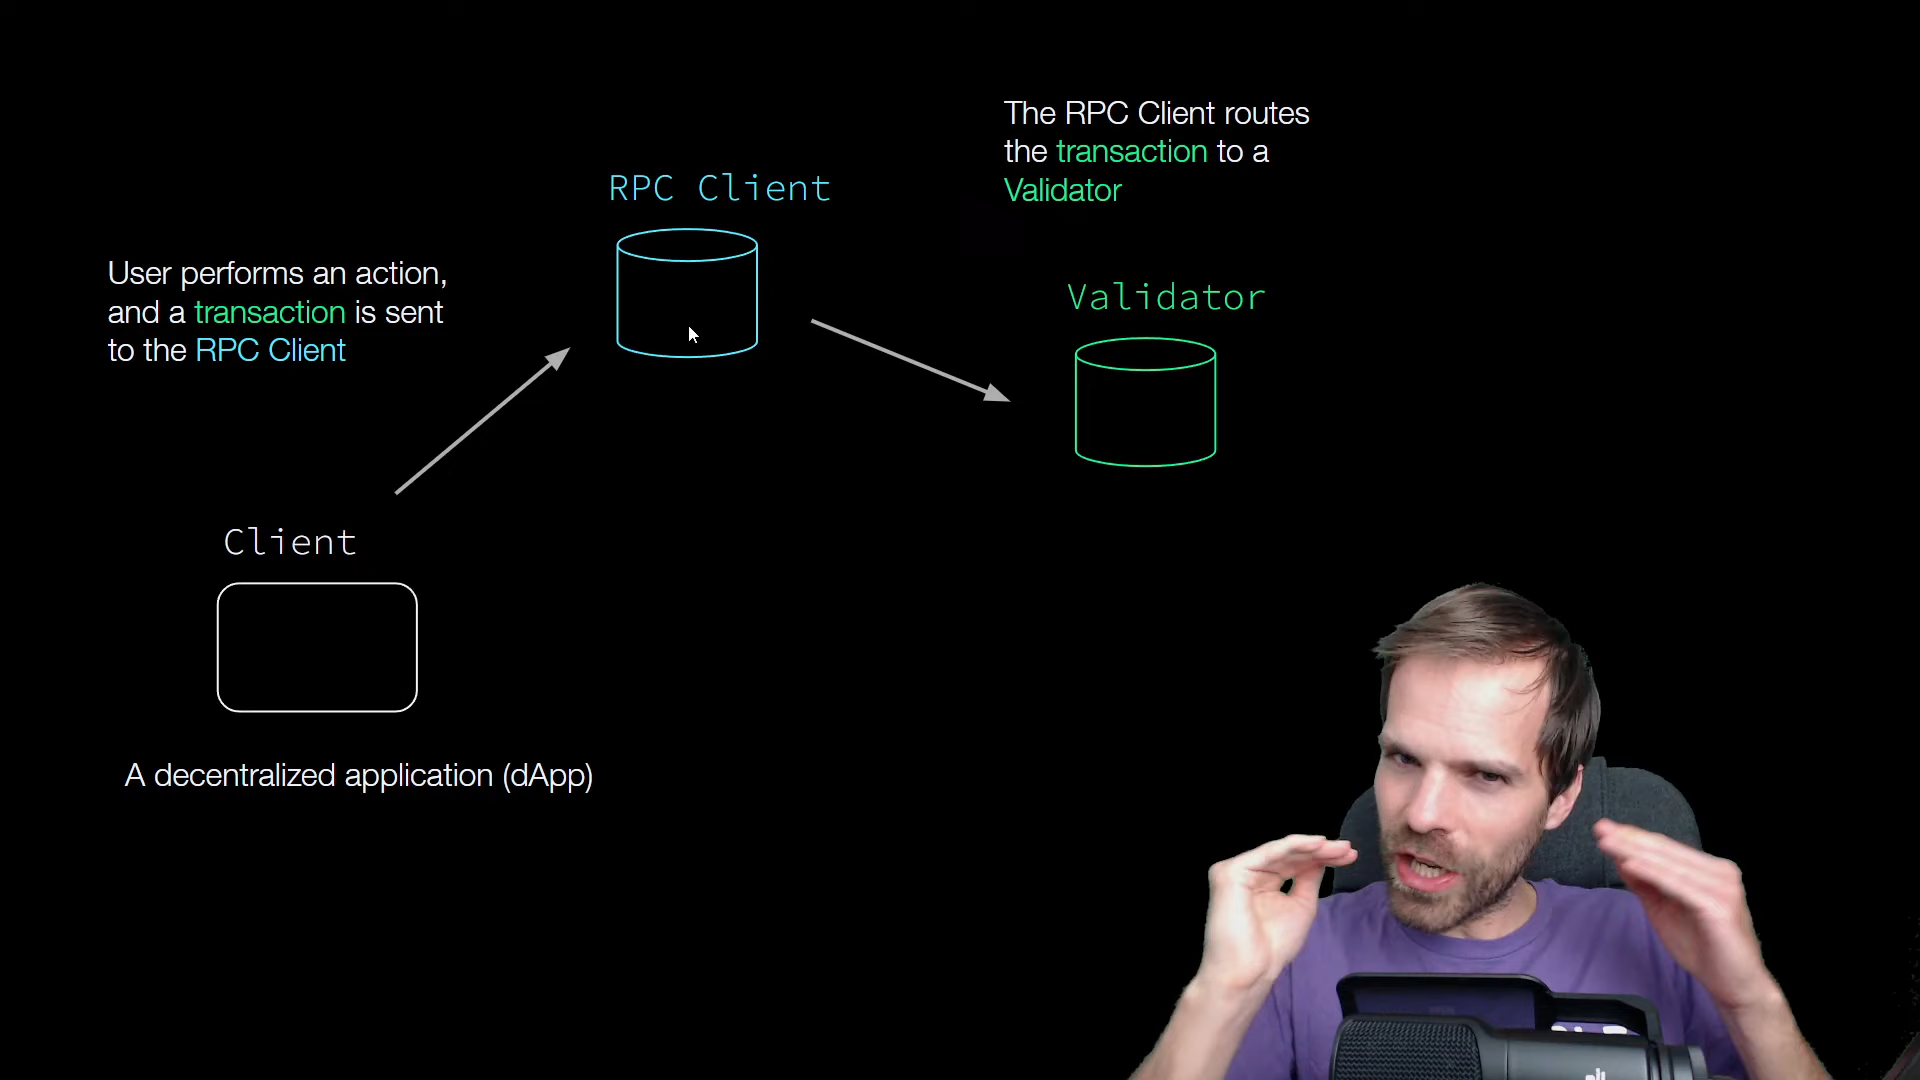 The RPC Client routes
the transaction to a
Validator
RPC Client
User performs an action,
and a transaction is sent
to the RPC Client
Validator
Client
A decentralized application (dApp)